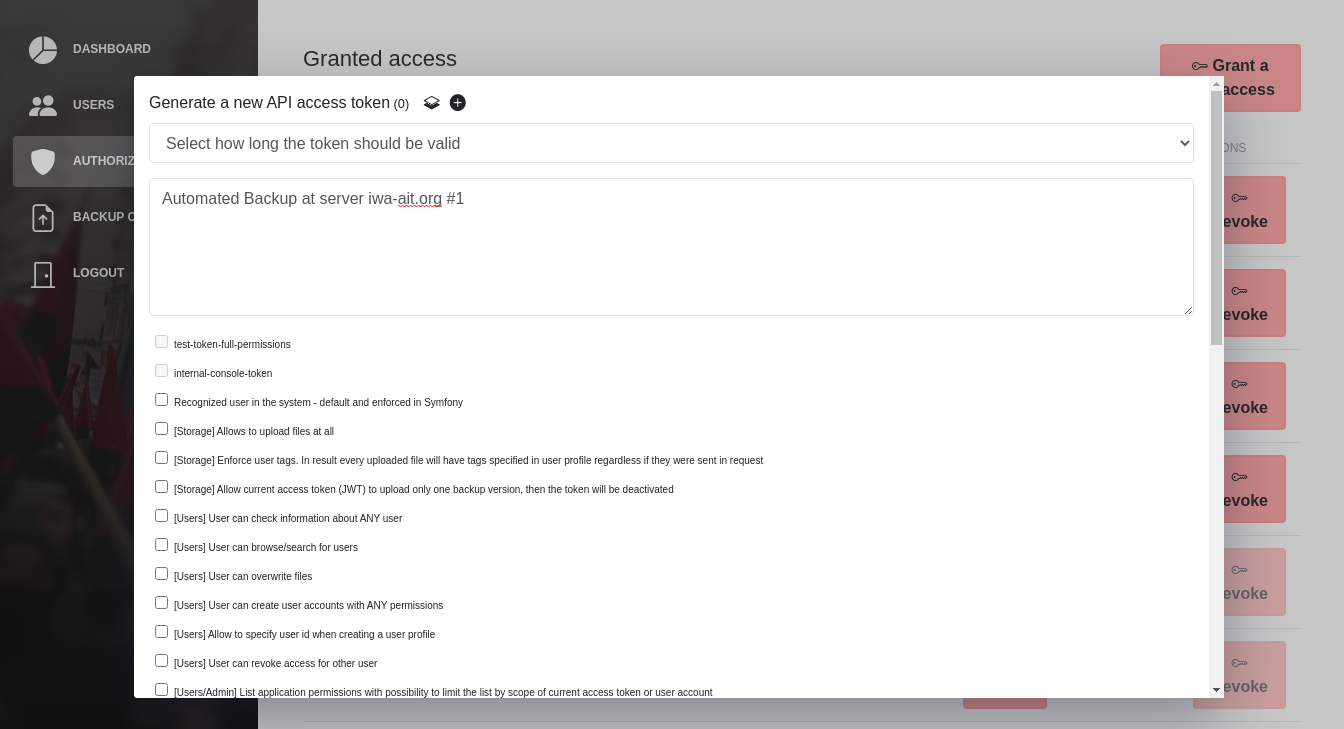 DASHBOARD
USERS
AUTHORIZ
BACKUP
LOGOUT
Granted access
Grant a
access
Generate a new API access token (0)
Select how long the token should be valid
Automated Backup at server iwa-ait.org #1
test-token-full-permissions
internal-console-token
Recognized user in the system - default and enforced in Symfony
[Storage] Allows to upload files at all
[Storage] Enforce user tags. In result every uploaded file will have tags specified in user profile regardless if they were sent in request
[Storage] Allow current access token (JWT) to upload only one backup version, then the token will be deactivated
[Users] User can check information about ANY user
[Users] User can browse/search for users
[Users] User can overwrite files
[Users] User can create user accounts with ANY permissions
[Users] Allow to specify user id when creating a user profile
[Users] User can revoke access for other user
[Users/Admin] List application permissions with possibility to limit the list by scope of current access token or user account
ONS
evoke
evoke
evoke
evoke
evoke
evoke